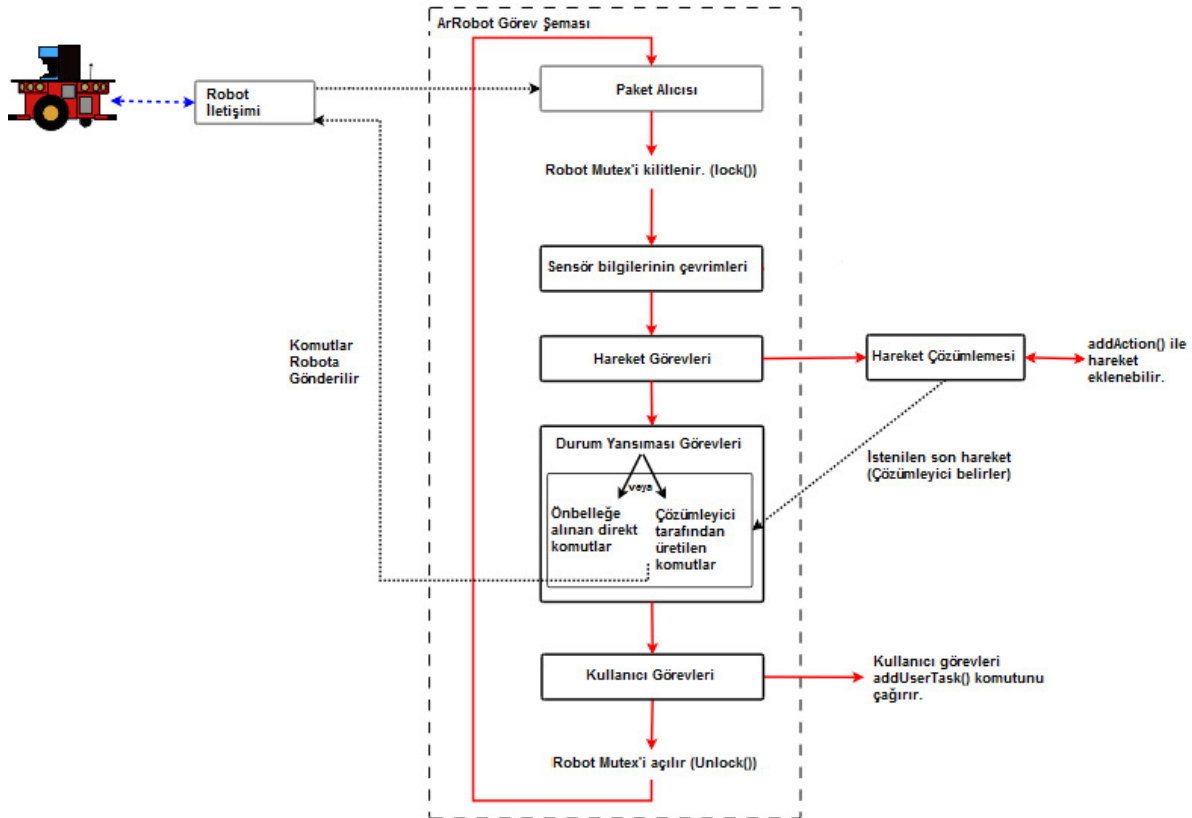 ArRobot Görev Şeması
Robot
İletişimi
Paket Alıcısı
Robot Mutex'i kilitlenir. (lock())
Sensör bilgilerinin çevrimleri
Komutlar
Robota
Gönderilir
Hareket Görevleri
Hareket Çözümlemesi
addAction() ile
hareket
eklenebilir.
Durum Yansıması Görevleri
veya
Önbelleğe
alınan direkt
komutlar
Çözümleyici
tarafından
üretilen
komutlar
İstenilen son hareket
(Çözümleyici belirler)
Kullanıcı Görevleri
Kullanıcı görevleri
addUserTask() komutunu
çağırır.
Robot Mutex'i açılır (Unlock())